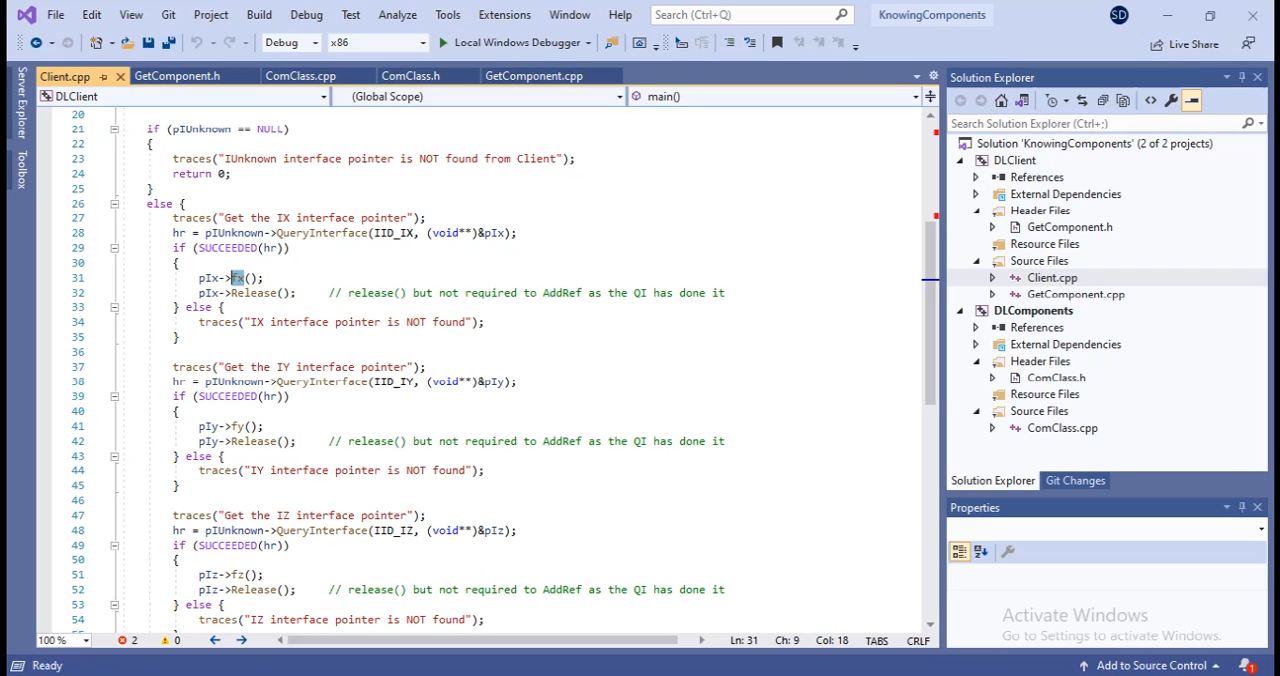 File Edit View Git Project Build Debug Test Analyze Tools Extensions Window Help Search (Ctrl+Q) KnowingComponents SD
Debug x86 Local Windows Debugger Live Share
Server Explorer
Toolbox
Client.cpp GetComponent.h ComClass.cpp ComClass.h GetComponent.cpp
DLClient (Global Scope) main()
20
21 if (pIUnknown == NULL)
22 {
23 traces("IUnknown interface pointer is NOT found from Client");
24 return 0;
25 }
26 else {
27 traces("Get the IX interface pointer");
28 hr = pIUnknown->QueryInterface(IID_IX, (void**)&pIx);
29 if (SUCCEEDED(hr))
30 {
31 pIx->fx();
32 pIx->Release(); // release() but not required to AddRef as the QI has done it
33 } else {
34 traces("IX interface pointer is NOT found");
35 }
36
37 traces("Get the IY interface pointer");
38 hr = pIUnknown->QueryInterface(IID_IY, (void**)&pIy);
39 if (SUCCEEDED(hr))
40 {
41 pIy->fy();
42 pIy->Release(); // release() but not required to AddRef as the QI has done it
43 } else {
44 traces("IY interface pointer is NOT found");
45 }
46
47 traces("Get the IZ interface pointer");
48 hr = pIUnknown->QueryInterface(IID_IZ, (void**)&pIz);
49 if (SUCCEEDED(hr))
50 {
51 pIz->fz();
52 pIz->Release(); // release() but not required to AddRef as the QI has done it
53 } else {
54 traces("IZ interface pointer is NOT found");
100 % 2 0 Ln: 31 Ch: 9 Col: 18 TABS CRLF
Solution Explorer
Search Solution Explorer (Ctrl+;)
Solution 'KnowingComponents' (2 of 2 projects)
DLClient
References
External Dependencies
Header Files
GetComponent.h
Resource Files
Source Files
Client.cpp
GetComponent.cpp
DLComponents
References
External Dependencies
Header Files
ComClass.h
Resource Files
Source Files
ComClass.cpp
Solution Explorer Git Changes
Properties
Activate Windows
Go to Settings to activate Windows.
Ready Add to Source Control 1